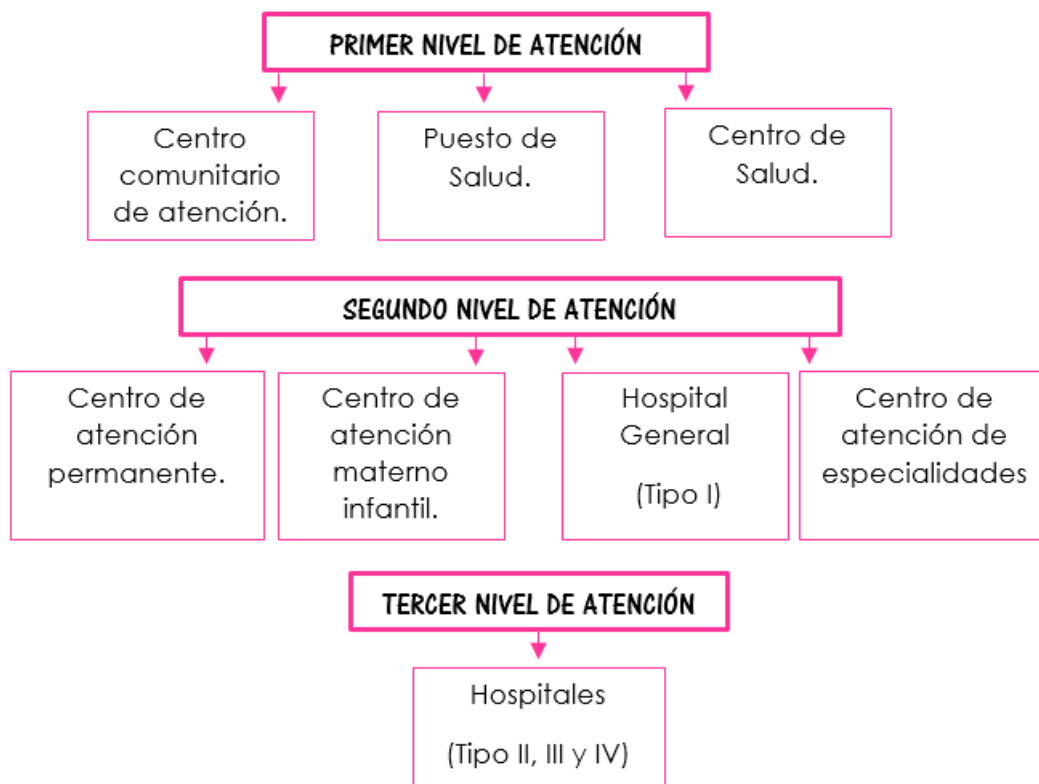 PRIMER NIVEL DE ATENCIÓN
Centro
comunitario
de atención.
Puesto de
Salud.
Centro de
Salud.
SEGUNDO NIVEL DE ATENCIÓN
Centro de
atención
permanente.
Centro de
atención
materno
infantil.
Hospital
General
(Tipo I)
Centro de
atención de
especialidades
TERCER NIVEL DE ATENCIÓN
Hospitales
(Tipo II, III y IV)